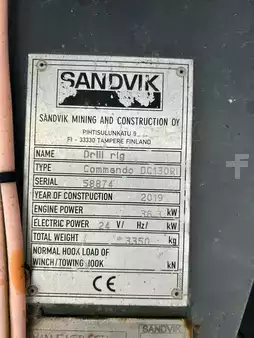 SANDVIK
SANDVIK MINING AND CONSTRUCTION OY
PIHTISULUNKATU 9
FI - 33330 TAMPERE FINLAND
NAME Drill rig
TYPE Commando DC130Ri
SERIAL 58874
YEAR OF CONSTRUCTION 2019
ENGINE POWER kW
ELECTRIC POWER 24 V/ Hz/ kW
TOTAL WEIGHT 3350 kg
NORMAL HOOK LOAD OF
WINCH/TOWING HOOK kN
CE
SANDVIK